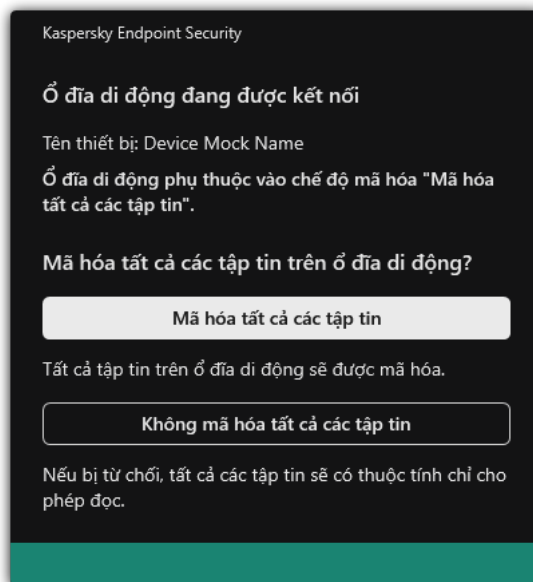 Kaspersky Endpoint Security
Ổ đĩa di động đang được kết nối
Tên thiết bị: Device Mock Name
Ổ đĩa di động phụ thuộc vào chế độ mã hóa "Mã hóa
tất cả các tập tin".
Mã hóa tất cả các tập tin trên ổ đĩa di động?
Mã hóa tất cả các tập tin
Tất cả tập tin trên ổ đĩa di động sẽ được mã hóa.
Không mã hóa tất cả các tập tin
Nếu bị từ chối, tất cả các tập tin sẽ có thuộc tính chỉ cho
phép đọc.